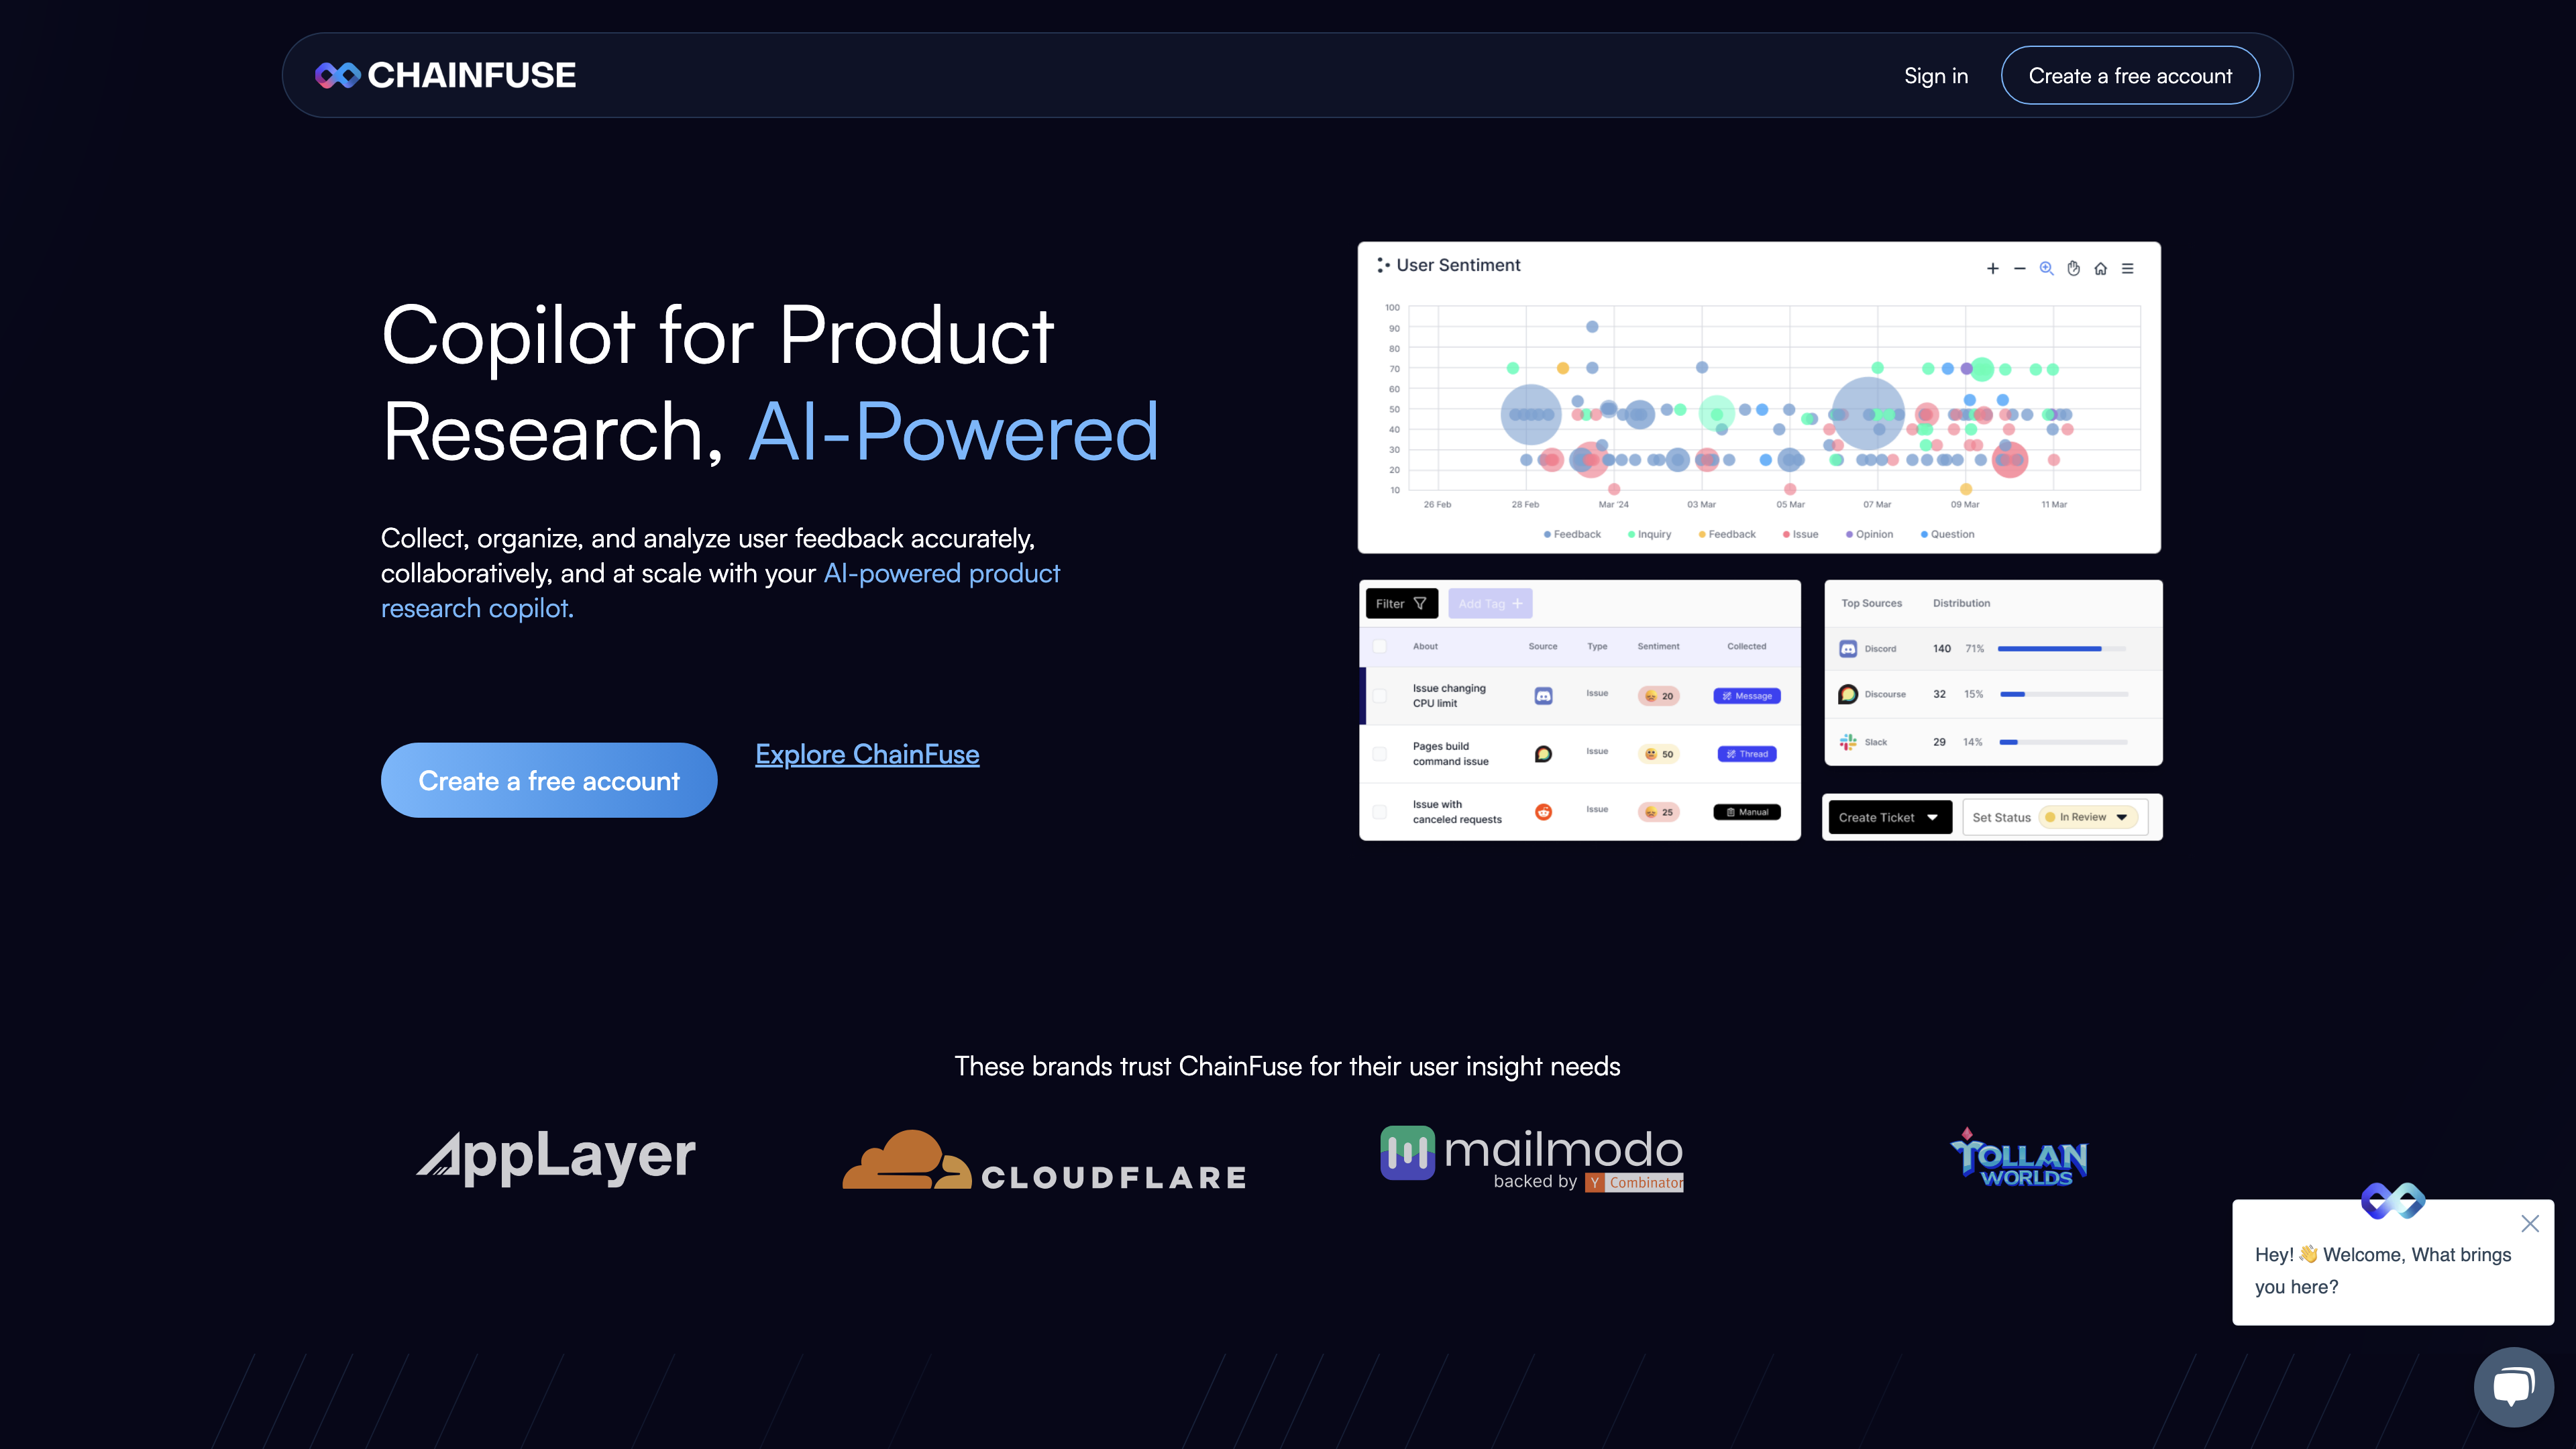 CHAINFUSE
Sign in
Create a free account
Copilot for Product
Research, AI-Powered
Collect, organize, and analyze user feedback accurately,
collaboratively, and at scale with your AI-powered product
research copilot.
Create a free account
Explore ChainFuse
User Sentiment
100
90
80
70
60
50
40
30
20
10
26 Feb 28 Feb Mar '24 03 Mar 05 Mar 07 Mar 09 Mar 11 Mar
Feedback Inquiry Feedback Issue Opinion Question
Filter Add Tag
About Source Type Sentiment Collected
Issue changing
CPU limit
Issue 20 Message
Pages build
command issue
Issue 50 Thread
Issue with
canceled requests
Issue 25 Manual
Top Sources Distribution
Discord 140 71%
Discourse 32 15%
Slack 29 14%
Create Ticket Set Status In Review
These brands trust ChainFuse for their user insight needs
AppLayer
CLOUDFLARE
mailmodo
backed by Y Combinator
TOLLAN
WORLDS
Hey! 👋 Welcome, What brings
you here?